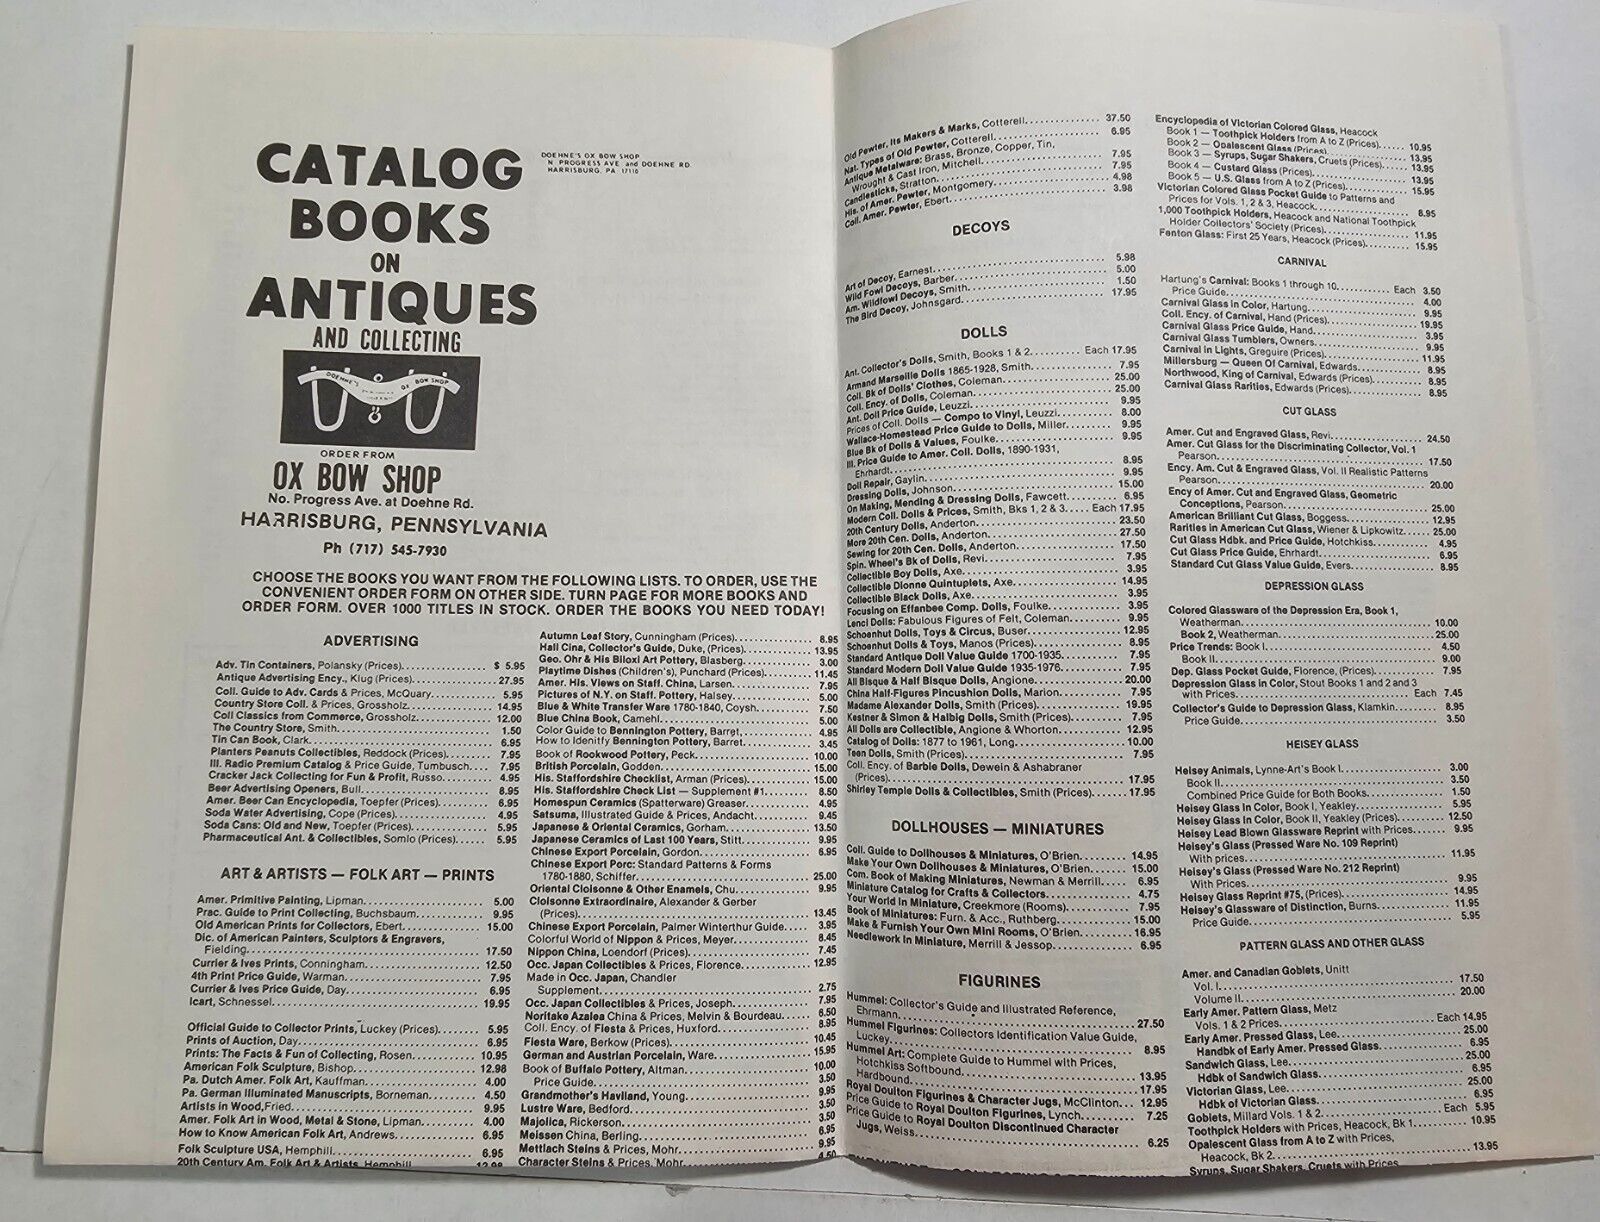 CATALOG
BOOKS
ON
ANTIQUES
AND COLLECTING
DOEHNE'S OX BOW SHOP
ORDER FROM
OX BOW SHOP
No. Progress Ave. at Doehne Rd.
HARRISBURG, PENNSYLVANIA
Ph (717) 545-7930
DOEHNE'S OX BOW SHOP
N. PROGRESS AVE. and DOEHNE RD.
HARRISBURG, PA 17110
CHOOSE THE BOOKS YOU WANT FROM THE FOLLOWING LISTS. TO ORDER, USE THE
CONVENIENT ORDER FORM ON OTHER SIDE. TURN PAGE FOR MORE BOOKS AND
ORDER FORM. OVER 1000 TITLES IN STOCK. ORDER THE BOOKS YOU NEED TODAY!
ADVERTISING
Adv. Tin Containers, Polansky (Prices) $ 5.95
Antique Advertising Ency., Klug (Prices) 27.95
Coll. Guide to Adv. Cards & Prices, McQuary 5.95
Country Store Coll. & Prices, Grossholz 14.95
Coll Classics from Commerce, Grossholz 12.00
The Country Store, Smith 1.50
Tin Can Book, Clark 6.95
Planters Peanuts Collectibles, Reddock (Prices) 7.95
Ill. Radio Premium Catalog & Price Guide, Tumbusch 7.95
Cracker Jack Collecting for Fun & Profit, Russo 4.95
Beer Advertising Openers, Bull 8.95
Amer. Beer Can Encyclopedia, Toepfer (Prices) 6.95
Soda Water Advertising, Cope (Prices) 4.95
Soda Cans: Old and New, Toepfer (Prices) 5.95
Pharmaceutical Ant. & Collectibles, Somio (Prices) 5.95
ART & ARTISTS — FOLK ART — PRINTS
Amer. Primitive Painting, Lipman 5.00
Prac. Guide to Print Collecting, Buchsbaum 9.95
Old American Prints for Collectors, Ebert 15.00
Dic. of American Painters, Sculptors & Engravers,
Fielding 17.50
Currier & Ives Prints, Conningham 12.50
4th Print Price Guide, Warman 7.95
Currier & Ives Price Guide, Day 6.95
Icart, Schnessel 19.95
Official Guide to Collector Prints, Luckey (Prices) 5.95
Prints of Auction, Day 6.95
Prints: The Facts & Fun of Collecting, Rosen 10.95
American Folk Sculpture, Bishop 12.98
Pa. Dutch Amer. Folk Art, Kauffman 4.00
Pa. German Illuminated Manuscripts, Borneman 4.50
Artists in Wood, Fried 9.95
Amer. Folk Art in Wood, Metal & Stone, Lipman 4.00
How to Know American Folk Art, Andrews 6.95
Folk Sculpture USA, Hemphill 6.95
20th Century Am. Folk Art & Artists, Hemphill 12.98
Autumn Leaf Story, Cunningham (Prices) 8.95
Hall Cina, Collector's Guide, Duke, (Prices) 13.95
Geo. Ohr & His Biloxi Art Pottery, Blasberg 3.00
Playtime Dishes (Children's), Punchard (Prices) 11.45
Amer. His. Views on Staff. China, Larsen 7.95
Pictures of N.Y. on Staff. Pottery, Halsey 5.00
Blue & White Transfer Ware 1780-1840, Coysh 7.50
Blue China Book, Camehl 5.00
Color Guide to Bennington Pottery, Barret 4.95
How to Idenitfy Bennington Pottery, Barret 3.45
Book of Rookwood Pottery, Peck 10.00
British Porcelain, Godden 15.00
His. Staffordshire Checklist, Arman (Prices) 15.00
His. Staffordshire Check List — Supplement #1 8.50
Homespun Ceramics (Spatterware) Greaser 4.95
Satsuma, Illustrated Guide & Prices, Andacht 9.45
Japanese & Oriental Ceramics, Gorham 13.50
Japanese Ceramics of Last 100 Years, Stitt 9.95
Chinese Export Porcelain, Gordon 6.95
Chinese Export Porc: Standard Patterns & Forms
1780-1880, Schiffer 25.00
Oriental Cloisonne & Other Enamels, Chu 9.95
Cloisonne Extraordinaire, Alexander & Gerber
(Prices) 13.45
Chinese Export Porcelain, Palmer Winterthur Guide 3.95
Colorful World of Nippon & Prices, Meyer 8.45
Nippon China, Loendorf (Prices) 7.45
Occ. Japan Collectibles & Prices, Florence 12.95
Made in Occ. Japan, Chandler
Supplement 2.75
Occ. Japan Collectibles & Prices, Joseph 7.95
Noritake Azalea China & Prices, Melvin & Bourdeau 6.50
Coll. Ency. of Fiesta & Prices, Huxford 8.95
Fiesta Ware, Berkow (Prices) 10.45
German and Austrian Porcelain, Ware 15.95
Book of Buffalo Pottery, Altman 10.00
Price Guide 3.50
Grandmother's Haviland, Young 9.95
Lustre Ware, Bedford 3.50
Majolica, Rickerson 3.50
Meissen China, Berling 9.95
Mettlach Steins & Prices, Mohr 9.95
Character Steins & Prices, Mohr 4.50
Old Pewter, Its Makers & Marks, Cotterell 37.50
Nat. Types of Old Pewter, Cotterell 6.95
Antique Metalware: Brass, Bronze, Copper, Tin,
Wrought & Cast Iron, Mitchell 7.95
Candlesticks, Stratton 7.95
His. of Amer. Pewter, Montgomery 4.98
Coll. Amer. Pewter, Ebert 3.98
DECOYS
Art of Decoy, Earnest 5.98
Wild Fowl Decoys, Barber 5.00
Am. Wildfowl Decoys, Smith 1.50
The Bird Decoy, Johnsgard 17.95
DOLLS
Ant. Collector's Dolls, Smith, Books 1 & 2 Each 17.95
Armand Marseille Dolls 1865-1928, Smith 7.95
Coll. Bk of Dolls' Clothes, Coleman 25.00
Coll. Ency. of Dolls, Coleman 25.00
Ant. Doll Price Guide, Leuzzi 9.95
Prices of Coll. Dolls — Compo to Vinyl, Leuzzi 8.00
Wallace-Homestead Price Guide to Dolls, Miller 9.95
Blue Bk of Dolls & Values, Foulke 9.95
Ill. Price Guide to Amer. Coll. Dolls, 1890-1931,
Ehrhardt 8.95
Doll Repair, Gaylin 9.95
Dressing Dolls, Johnson 15.00
On Making, Mending & Dressing Dolls, Fawcett 6.95
Modern Coll. Dolls & Prices, Smith, Bks 1, 2 & 3 Each 17.95
20th Century Dolls, Anderton 23.50
More 20th Cen. Dolls, Anderton 27.50
Sewing for 20th Cen. Dolls, Anderton 17.50
Spin. Wheel's Bk of Dolls, Revi 7.95
Collectible Boy Dolls, Axe 3.95
Collectible Dionne Quintuplets, Axe 14.95
Collectible Black Dolls, Axe 3.95
Focusing on Effanbee Comp. Dolls, Foulke 3.95
Lenci Dolls: Fabulous Figures of Felt, Coleman 9.95
Schoenhut Dolls, Toys & Circus, Buser 12.95
Schoenhut Dolls & Toys, Manos (Prices) 8.95
Standard Antique Doll Value Guide 1700-1935 7.95
Standard Modern Doll Value Guide 1935-1976 7.95
All Bisque & Half Bisque Dolls, Angione 20.00
China Half-Figures Pincushion Dolls, Marion 7.95
Madame Alexander Dolls, Smith (Prices) 19.95
Kestner & Simon & Halbig Dolls, Smith (Prices) 7.95
All Dolls are Collectible, Angione & Whorton 12.95
Catalog of Dolls: 1877 to 1961, Long 10.00
Teen Dolls, Smith (Prices) 7.95
Coll. Ency. of Barbie Dolls, Dewein & Ashabraner
(Prices) 17.95
Shirley Temple Dolls & Collectibles, Smith (Prices) 17.95
DOLLHOUSES — MINIATURES
Coll. Guide to Dollhouses & Miniatures, O'Brien 14.95
Make Your Own Dollhouses & Miniatures, O'Brien 15.00
Com. Book of Making Miniatures, Newman & Merrill 6.95
Miniature Catalog for Crafts & Collectors 4.75
Your World in Miniature, Creekmore (Rooms) 7.95
Book of Miniatures: Furn. & Acc., Ruthberg 15.00
Make & Furnish Your Own Mini Rooms, O'Brien 16.95
Needlework in Miniature, Merrill & Jessop 6.95
FIGURINES
Hummel: Collector's Guide and Illustrated Reference,
Ehrmann 27.50
Hummel Figurines: Collectors Identification Value Guide,
Luckey 8.95
Hummel Art: Complete Guide to Hummel with Prices,
Hotchkiss Softbound 13.95
Hardbound 17.95
Royal Doulton Figurines & Character Jugs, McClinton 12.95
Price Guide to Royal Doulton Figurines, Lynch 7.25
Price Guide to Royal Doulton Discontinued Character
Jugs, Weiss 6.25
Encyclopedia of Victorian Colored Glass, Heacock
Book 1 — Toothpick Holders from A to Z (Prices) 10.95
Book 2 — Opalescent Glass (Prices) 13.95
Book 3 — Syrups, Sugar Shakers, Cruets (Prices) 13.95
Book 4 — Custard Glass (Prices) 13.95
Book 5 — U.S. Glass from A to Z (Prices) 15.95
Victorian Colored Glass Pocket Guide to Patterns and
Prices for Vols. 1, 2 & 3, Heacock 8.95
1,000 Toothpick Holders, Heacock and National Toothpick
Holder Collectors' Society (Prices) 11.95
Fenton Glass: First 25 Years, Heacock (Prices) 15.95
CARNIVAL
Hartung's Carnival: Books 1 through 10 Each 3.50
Price Guide 4.00
Carnival Glass in Color, Hartung 9.95
Coll. Ency. of Carnival, Hand (Prices) 19.95
Carnival Glass Price Guide, Hand 3.95
Carnival Glass Tumblers, Owners 9.95
Carnival in Lights, Greguire (Prices) 11.95
Millersburg — Queen Of Carnival, Edwards 8.95
Northwood, King of Carnival, Edwards (Prices) 8.95
Carnival Glass Rarities, Edwards (Prices) 8.95
CUT GLASS
Amer. Cut and Engraved Glass, Revi 24.50
Amer. Cut Glass for the Discriminating Collector, Vol. 1
Pearson 17.50
Ency. Am. Cut & Engraved Glass, Vol. II Realistic Patterns
Pearson 20.00
Ency of Amer. Cut and Engraved Glass, Geometric
Conceptions, Pearson 25.00
American Brilliant Cut Glass, Boggess 12.95
Rarities in American Cut Glass, Wiener & Lipkowitz 25.00
Cut Glass Hdbk. and Price Guide, Hotchkiss 4.95
Cut Glass Price Guide, Ehrhardt 6.95
Standard Cut Glass Value Guide, Evers 8.95
DEPRESSION GLASS
Colored Glassware of the Depression Era, Book 1,
Weatherman 10.00
Book 2, Weatherman 25.00
Price Trends: Book I 4.50
Book II 9.00
Dep. Glass Pocket Guide, Florence, (Prices) 7.95
Depression Glass in Color, Stout Books 1 and 2 and 3
with Prices Each 7.45
Collector's Guide to Depression Glass, Klamkin 8.95
Price Guide 3.50
HEISEY GLASS
Heisey Animals, Lynne-Art's Book I 3.00
Book II 3.50
Combined Price Guide for Both Books 1.50
Heisey Glass In Color, Book I, Yeakley 5.95
Heisey Glass In Color, Book II, Yeakley (Prices) 12.50
Heisey Lead Blown Glassware Reprint with Prices 9.95
Heisey's Glass (Pressed Ware No. 109 Reprint)
With prices 11.95
Heisey's Glass (Pressed Ware No. 212 Reprint)
With Prices 9.95
Heisey Glass Reprint #75, (Prices) 14.95
Heisey's Glassware of Distinction, Burns 11.95
Price Guide 5.95
PATTERN GLASS AND OTHER GLASS
Amer. and Canadian Goblets, Unitt
Vol. I 17.50
Volume II 20.00
Early Amer. Pattern Glass, Metz
Vols. 1 & 2 Prices Each 14.95
Early Amer. Pressed Glass, Lee 25.00
Handbk of Early Amer. Pressed Glass 6.95
Sandwich Glass, Lee 25.00
Hdbk of Sandwich Glass 6.95
Victorian Glass, Lee 25.00
Hdbk of Victorian Glass 6.95
Goblets, Millard Vols. 1 & 2 Each 5.95
Toothpick Holders with Prices, Heacock, Bk 1 10.95
Opalescent Glass from A to Z with Prices,
Heacock, Bk 2 13.95
Syrups, Sugar Shakers, Cruets with Prices